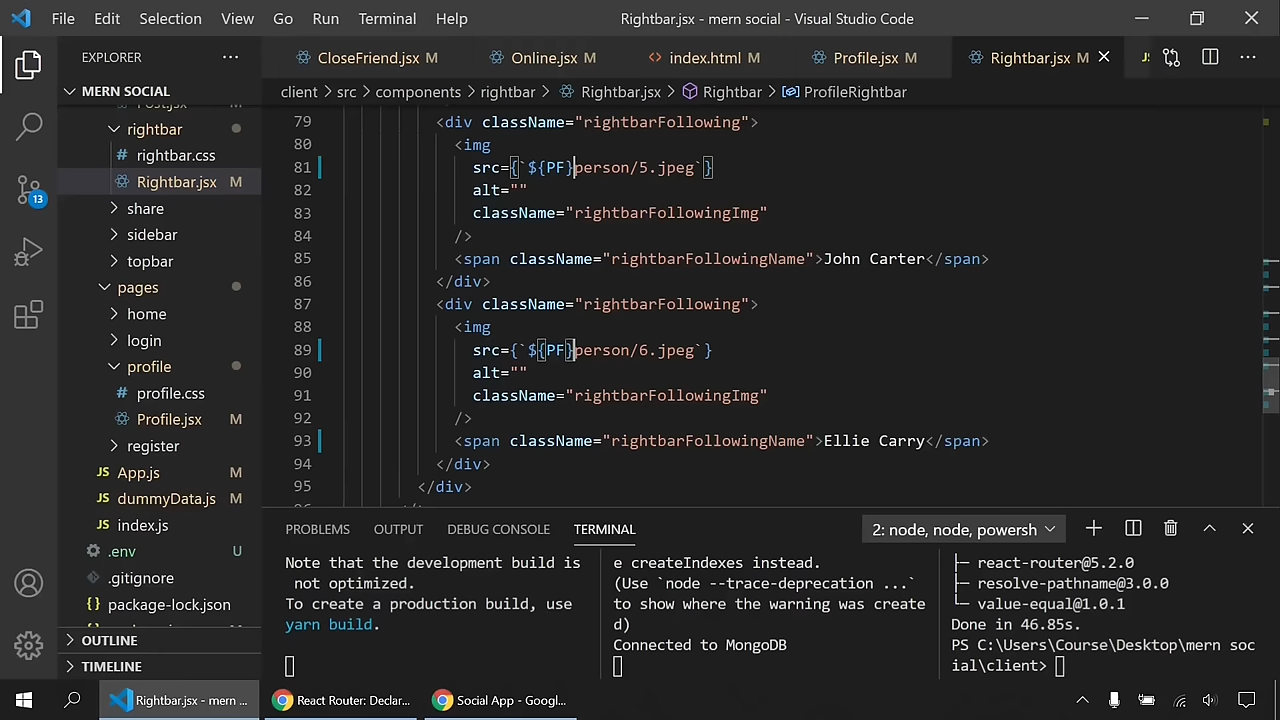 File Edit Selection View Go Run Terminal Help Rightbar.jsx - mern social - Visual Studio Code
EXPLORER
CloseFriend.jsx M Online.jsx M index.html M Profile.jsx M Rightbar.jsx M
MERN SOCIAL
client > src > components > rightbar > Rightbar.jsx > Rightbar > ProfileRightbar
Post.jsx M
rightbar
rightbar.css
Rightbar.jsx M
share
sidebar
topbar
pages
home
login
profile
profile.css
Profile.jsx M
register
App.js M
dummyData.js M
index.js
.env U
.gitignore
package-lock.json
OUTLINE
TIMELINE
13
79 <div className="rightbarFollowing">
80 <img
81 src={`${PF}person/5.jpeg`}
82 alt=""
83 className="rightbarFollowingImg"
84 />
85 <span className="rightbarFollowingName">John Carter</span>
86 </div>
87 <div className="rightbarFollowing">
88 <img
89 src={`${PF}person/6.jpeg`}
90 alt=""
91 className="rightbarFollowingImg"
92 />
93 <span className="rightbarFollowingName">Ellie Carry</span>
94 </div>
95 </div>
PROBLEMS OUTPUT DEBUG CONSOLE TERMINAL 2: node, node, powersh
Note that the development build is
not optimized.
To create a production build, use
yarn build.
e createIndexes instead.
(Use `node --trace-deprecation ...`
to show where the warning was create
d)
Connected to MongoDB
├─ react-router@5.2.0
├─ resolve-pathname@3.0.0
└─ value-equal@1.0.1
Done in 46.85s.
PS C:\Users\Course\Desktop\mern soc
ial\client>
Rightbar.jsx - mern ... React Router: Declar... Social App - Googl...